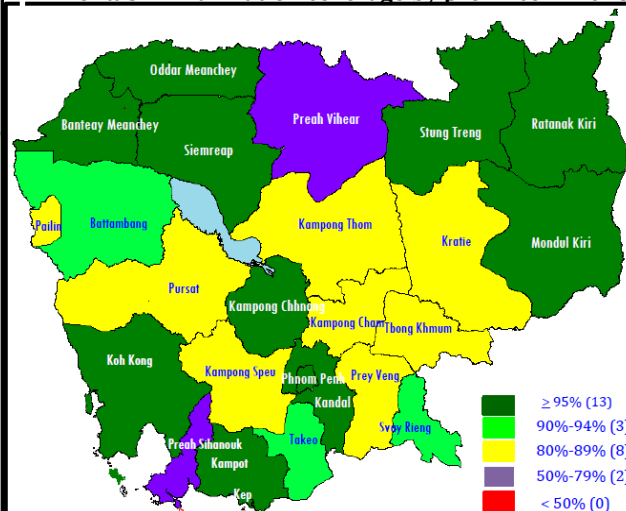 Oddar Meanchey
Preah Vihear
Banteay Meanchey
Siemreap
Stung Treng
Ratanak Kiri
Pailin
Battambang
Kampong Thom
Kratie
Mondul Kiri
Pursat
Kampong Chhnang
Kampong Cham
Tbong Khmum
Koh Kong
Kampong Speu
Phnom Penh
Prey Veng
Kandal
Preah Sihanouk
Takeo
Svay Rieng
Kampot
Kep
≥ 95% (13)
90%-94% (3)
80%-89% (8)
50%-79% (2)
< 50% (0)